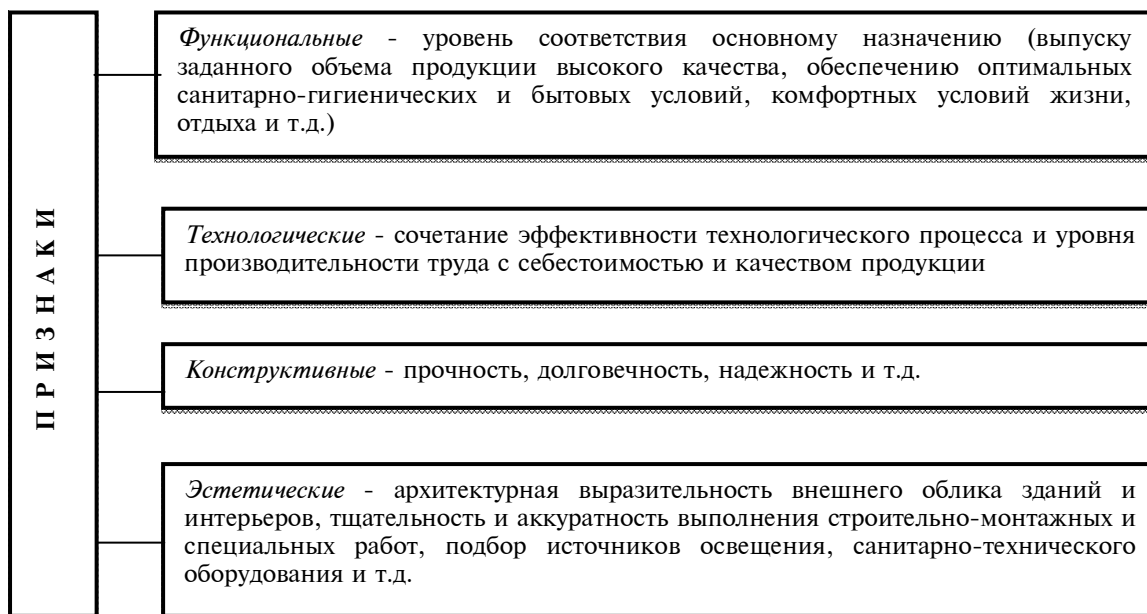 ПРИЗНАКИ
Функциональные - уровень соответствия основному назначению (выпуску
заданного объема продукции высокого качества, обеспечению оптимальных
санитарно-гигиенических и бытовых условий, комфортных условий жизни,
отдыха и т.д.)
Технологические - сочетание эффективности технологического процесса и уровня
производительности труда с себестоимостью и качеством продукции
Конструктивные - прочность, долговечность, надежность и т.д.
Эстетические - архитектурная выразительность внешнего облика зданий и
интерьеров, тщательность и аккуратность выполнения строительно-монтажных и
специальных работ, подбор источников освещения, санитарно-технического
оборудования и т.д.